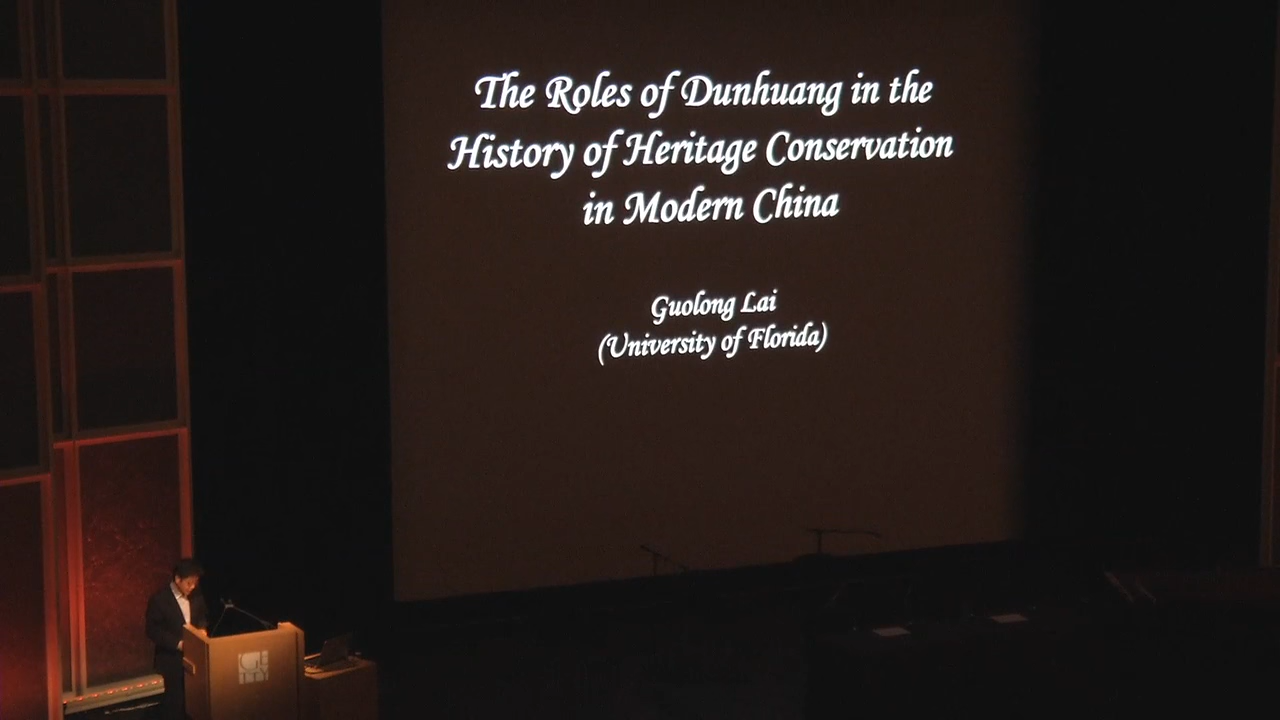 The Roles of Dunhuang in the
History of Heritage Conservation
in Modern China
Guolong Lai
(University of Florida)